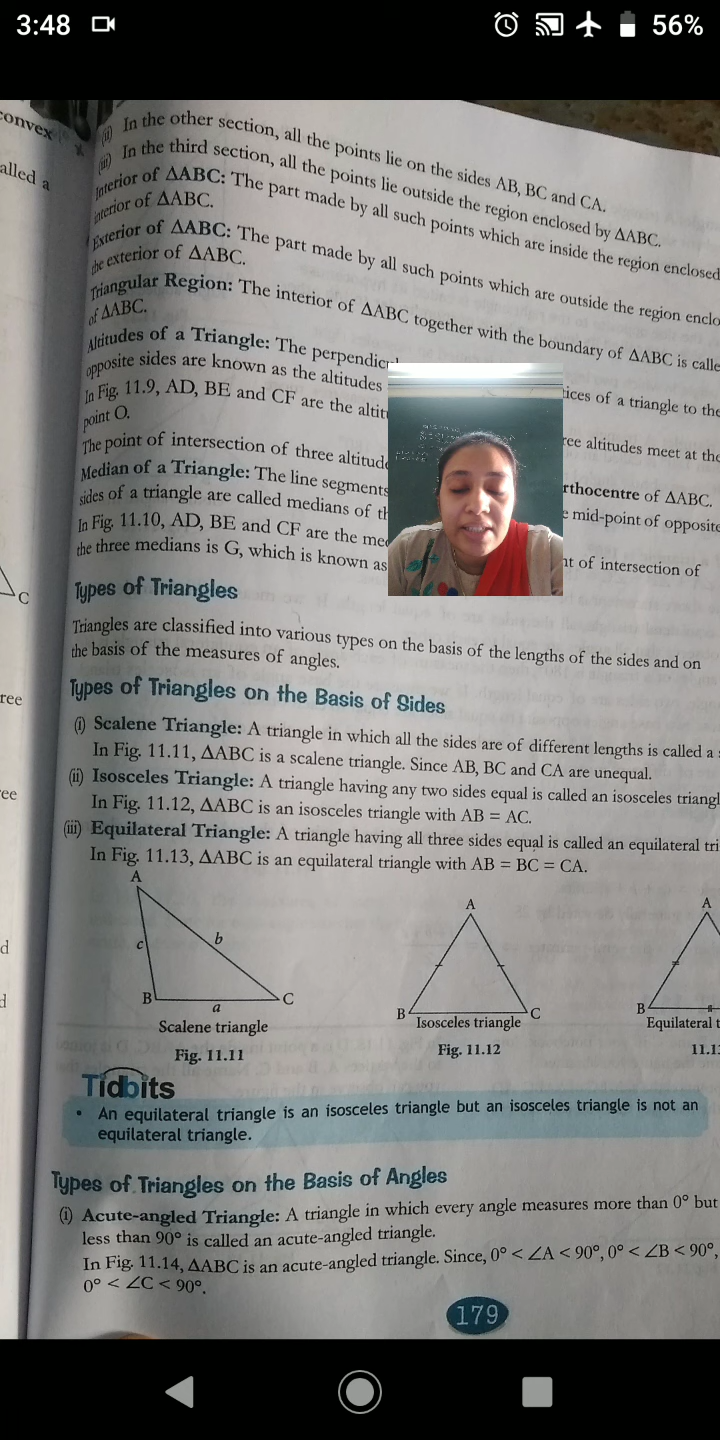 3:48
56%
convex
(ii) In the other section, all the points lie on the sides AB, BC and CA.
alled a
(iii) In the third section, all the points lie outside the region enclosed by ΔABC.
Interior of ΔABC: The part made by all such points which are inside the region enclosed
interior of ΔABC.
Exterior of ΔABC: The part made by all such points which are outside the region enclo
the exterior of ΔABC.
Triangular Region: The interior of ΔABC together with the boundary of ΔABC is calle
of ΔABC.
Altitudes of a Triangle: The perpendicul tices of a triangle to the
opposite sides are known as the altitudes
In Fig. 11.9, AD, BE and CF are the altit ree altitudes meet at the
point O.
The point of intersection of three altitude rthocentre of ΔABC.
Median of a Triangle: The line segments e mid-point of opposite
sides of a triangle are called medians of th
In Fig. 11.10, AD, BE and CF are the med nt of intersection of
the three medians is G, which is known as
C
Types of Triangles
Triangles are classified into various types on the basis of the lengths of the sides and on
the basis of the measures of angles.
ree
Types of Triangles on the Basis of Sides
(i) Scalene Triangle: A triangle in which all the sides are of different lengths is called a s
In Fig. 11.11, ΔABC is a scalene triangle. Since AB, BC and CA are unequal.
ee
(ii) Isosceles Triangle: A triangle having any two sides equal is called an isosceles triangl
In Fig. 11.12, ΔABC is an isosceles triangle with AB = AC.
(iii) Equilateral Triangle: A triangle having all three sides equal is called an equilateral tri
In Fig. 11.13, ΔABC is an equilateral triangle with AB = BC = CA.
A A A
d c b
d B a C B C B
Scalene triangle Isosceles triangle Equilateral t
Fig. 11.11 Fig. 11.12 11.13
Tidbits
• An equilateral triangle is an isosceles triangle but an isosceles triangle is not an
equilateral triangle.
Types of Triangles on the Basis of Angles
(i) Acute-angled Triangle: A triangle in which every angle measures more than 0° but
less than 90° is called an acute-angled triangle.
In Fig. 11.14, ΔABC is an acute-angled triangle. Since, 0° < ∠A < 90°, 0° < ∠B < 90°,
0° < ∠C < 90°.
179